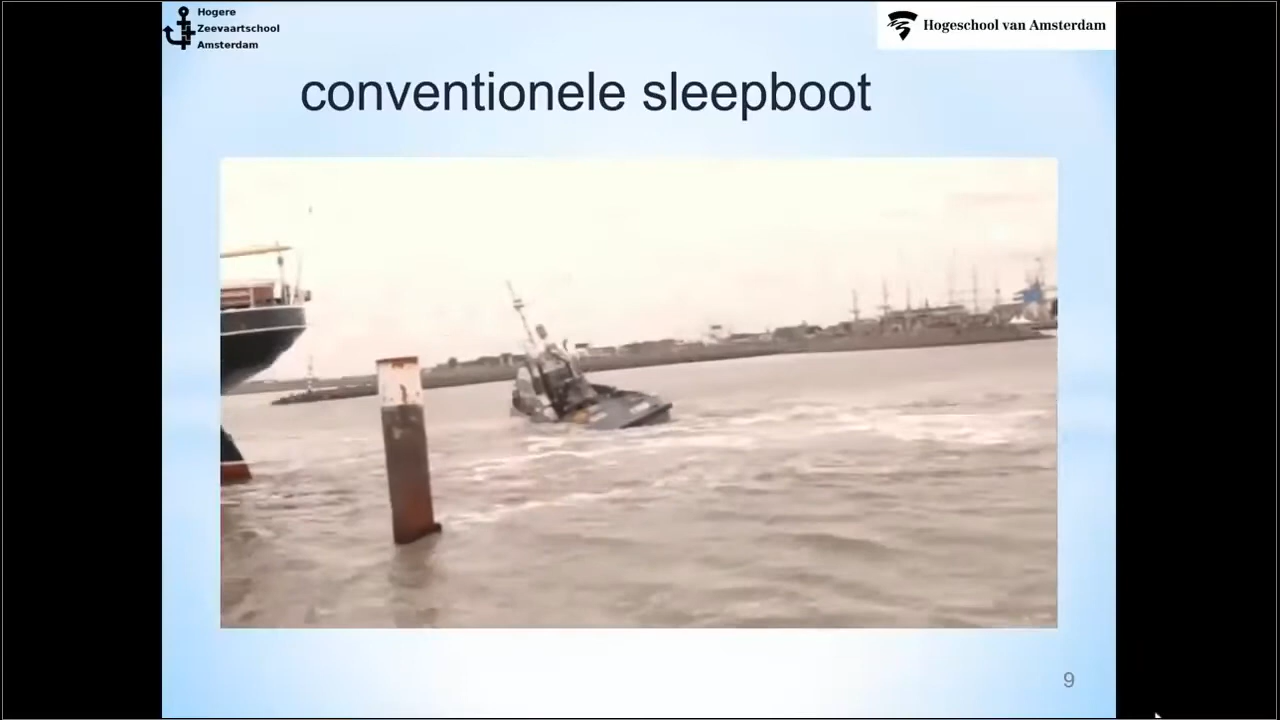 Hogere
Zeevaartschool
Amsterdam
Hogeschool van Amsterdam
conventionele sleepboot
9